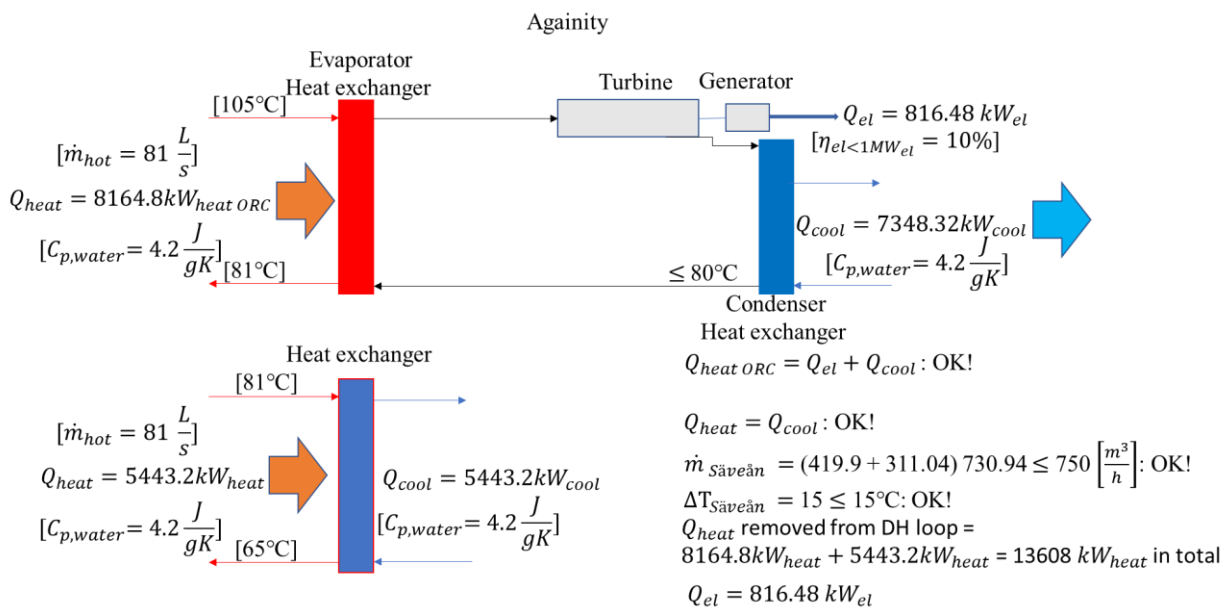 Againity
Evaporator
Heat exchanger
Turbine
Generator
[105℃]
Q_el = 816.48 kW_el
[η_el<1MW_el = 10%]
[ṁ_hot = 81 L/s]
Q_heat = 8164.8kW_heat ORC
[C_p,water = 4.2 J/gK]
[81℃]
Q_cool = 7348.32kW_cool
[C_p,water = 4.2 J/gK]
≤ 80℃
Condenser
Heat exchanger
Heat exchanger
[81℃]
[ṁ_hot = 81 L/s]
Q_heat = 5443.2kW_heat
[C_p,water = 4.2 J/gK]
[65℃]
Q_cool = 5443.2kW_cool
[C_p,water = 4.2 J/gK]
Q_heat ORC = Q_el + Q_cool : OK!
Q_heat = Q_cool : OK!
ṁ_Säveån = (419.9 + 311.04) 730.94 ≤ 750 [m³/h]: OK!
ΔT_Säveån = 15 ≤ 15℃: OK!
Q_heat removed from DH loop =
8164.8kW_heat + 5443.2kW_heat = 13608 kW_heat in total
Q_el = 816.48 kW_el